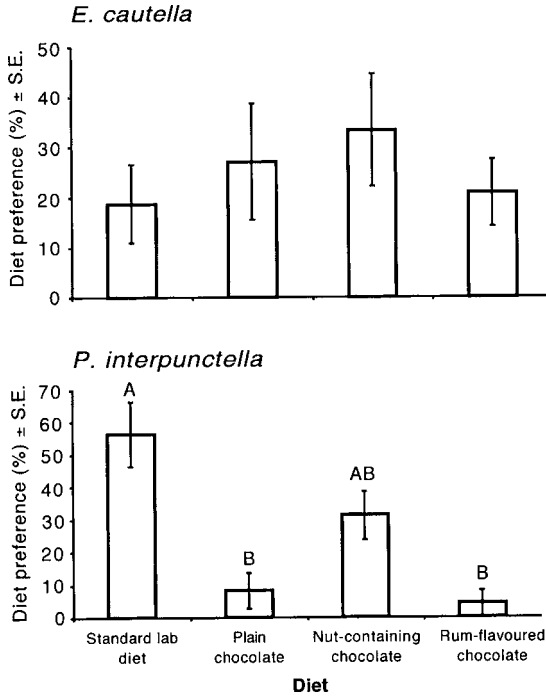 E. cautella
Diet preference (%) ± S.E.
50
40
30
20
10
0
P. interpunctella
Diet preference (%) ± S.E.
70
60
50
40
30
20
10
0
A
B
AB
B
Standard lab
diet
Plain
chocolate
Nut-containing
chocolate
Rum-flavoured
chocolate
Diet